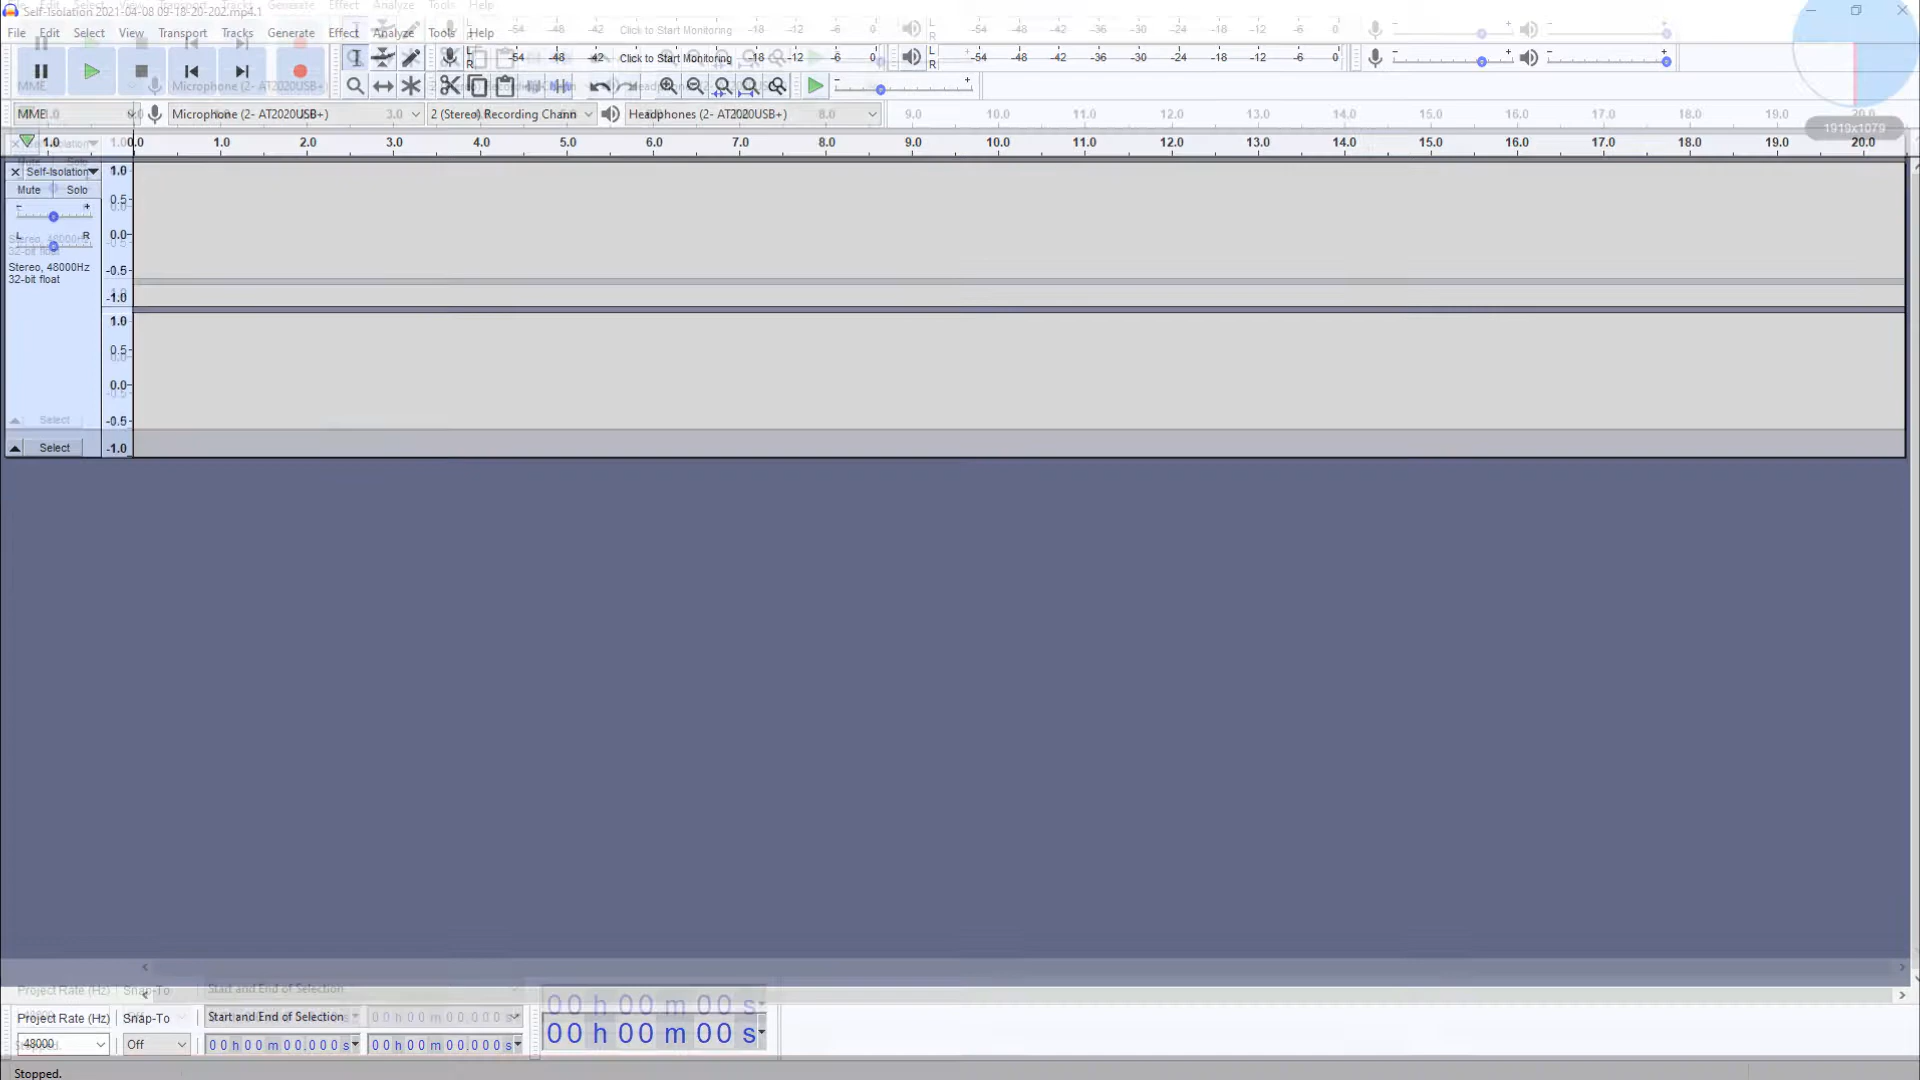 Self-Isolation 2021-04-08 09-18-20-202.mp4.1
File Edit Select View Transport Tracks Generate Effect Analyze Tools Help
-54 -48 -42 Click to Start Monitoring -18 -12 -6 0
-54 -48 -42 -36 -30 -24 -18 -12 -6 0
L
R
MME
Microphone (2- AT2020USB+)
2 (Stereo) Recording Chann
Headphones (2- AT2020USB+)
1919x1079
1.0 0.0 1.0 2.0 3.0 4.0 5.0 6.0 7.0 8.0 9.0 10.0 11.0 12.0 13.0 14.0 15.0 16.0 17.0 18.0 19.0 20.0
Self-Isolation
Mute Solo
- +
L R
Stereo, 48000Hz
32-bit float
Select
1.0
0.5
0.0
-0.5
-1.0
1.0
0.5
0.0
-0.5
-1.0
Project Rate (Hz) Snap-To Start and End of Selection
48000 Off 00 h 00 m 00.000 s 00 h 00 m 00.000 s
00 h 00 m 00 s
Stopped.